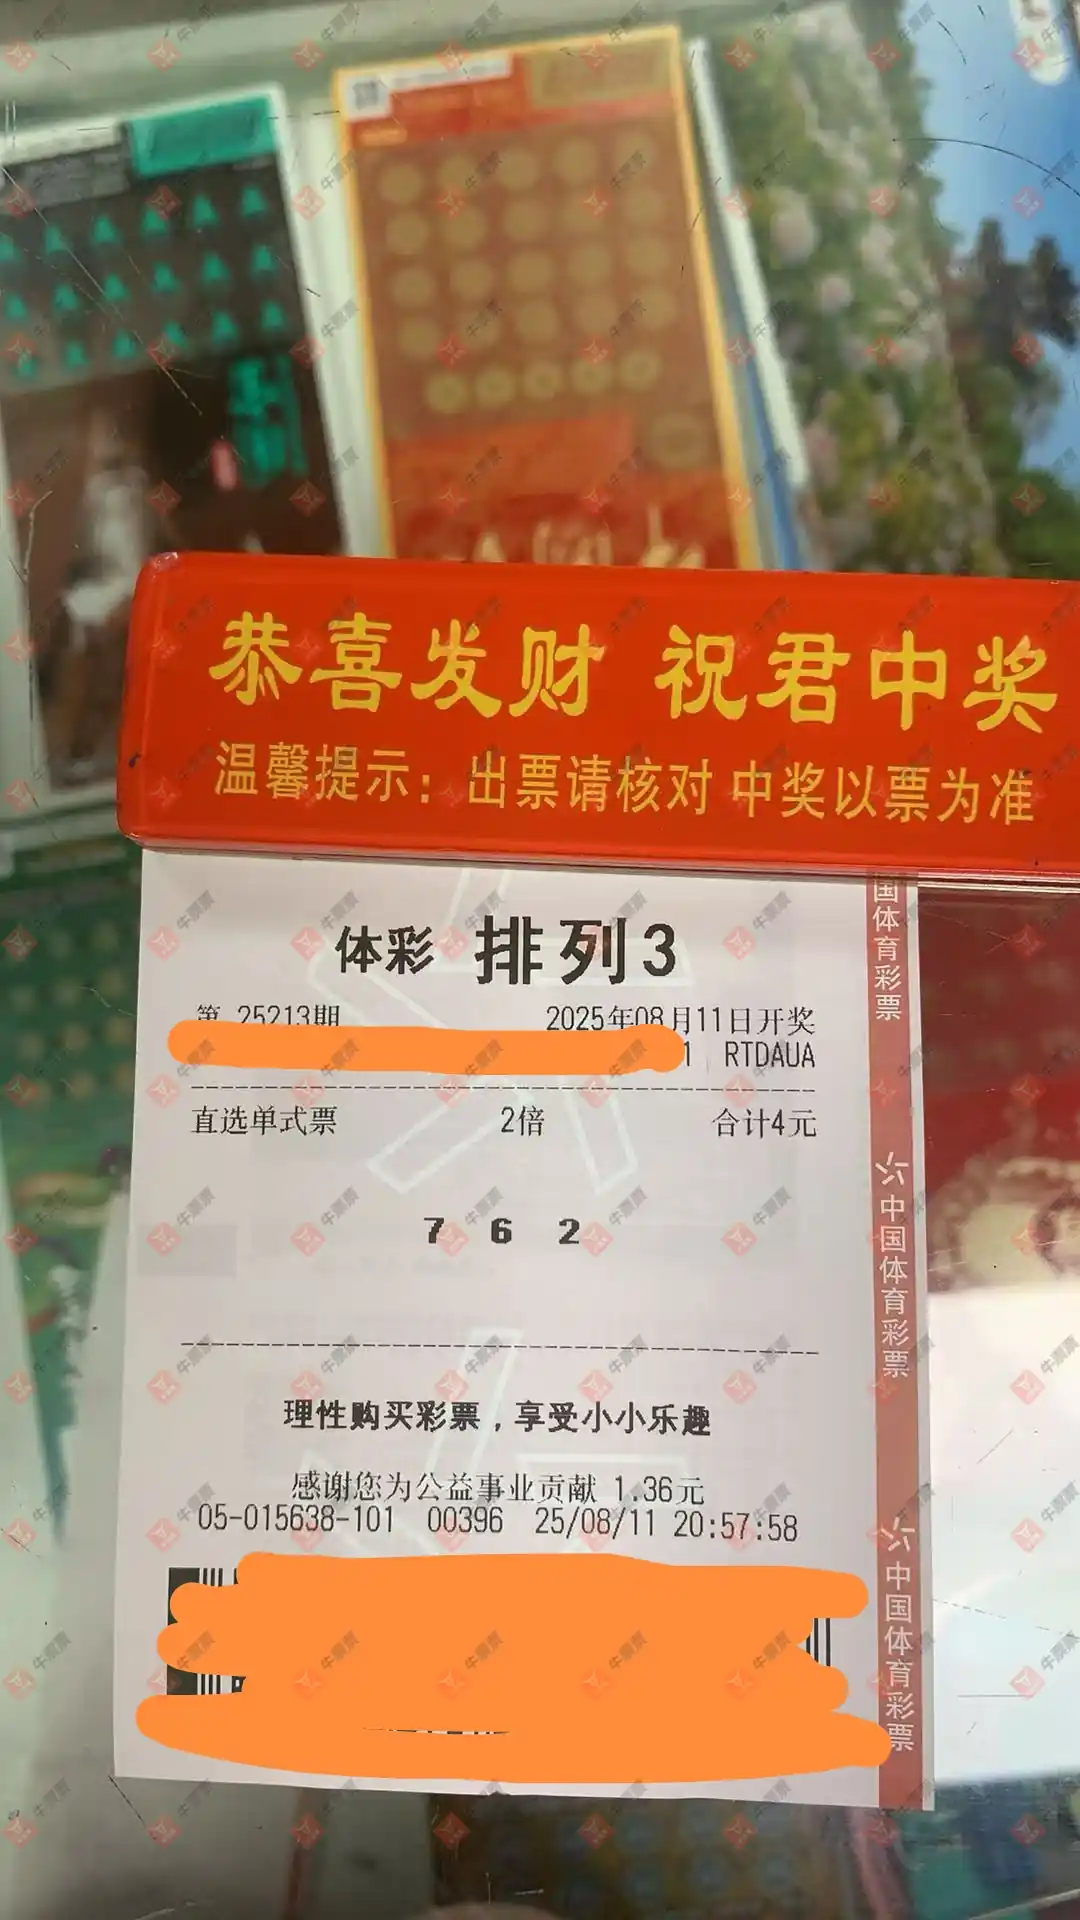 恭喜发财 祝君中奖
温馨提示：出票请核对 中奖以票为准
体彩 排列3
第 25213期 2025年08月11日开奖
1 RTDAUA
直选单式票 2倍 合计4元
7 6 2
理性购买彩票，享受小小乐趣
感谢您为公益事业贡献 1.36元
05-015638-101 00396 25/08/11 20:57:58
国体育彩票
中国体育彩票
中国体育彩票
牛票票